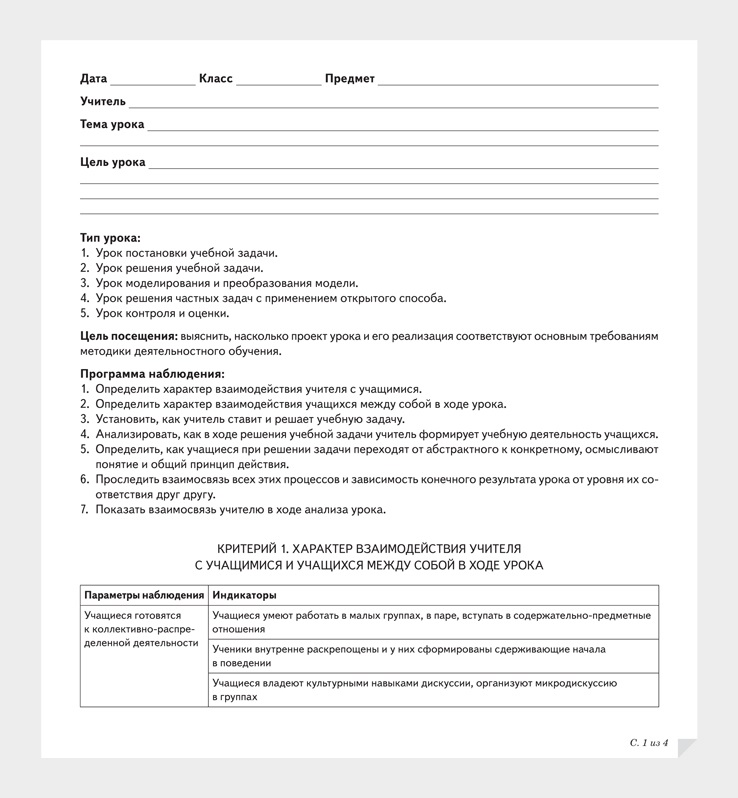 Дата Класс Предмет
Учитель
Тема урока
Цель урока
Тип урока:
1. Урок постановки учебной задачи.
2. Урок решения учебной задачи.
3. Урок моделирования и преобразования модели.
4. Урок решения частных задач с применением открытого способа.
5. Урок контроля и оценки.
Цель посещения: выяснить, насколько проект урока и его реализация соответствуют основным требованиям
методики деятельностного обучения.
Программа наблюдения:
1. Определить характер взаимодействия учителя с учащимися.
2. Определить характер взаимодействия учащихся между собой в ходе урока.
3. Установить, как учитель ставит и решает учебную задачу.
4. Анализировать, как в ходе решения учебной задачи учитель формирует учебную деятельность учащихся.
5. Определить, как учащиеся при решении задачи переходят от абстрактного к конкретному, осмысливают
понятие и общий принцип действия.
6. Проследить взаимосвязь всех этих процессов и зависимость конечного результата урока от уровня их со-
ответствия друг другу.
7. Показать взаимосвязь учителю в ходе анализа урока.
КРИТЕРИЙ 1. ХАРАКТЕР ВЗАИМОДЕЙСТВИЯ УЧИТЕЛЯ
С УЧАЩИМИСЯ И УЧАЩИХСЯ МЕЖДУ СОБОЙ В ХОДЕ УРОКА
Параметры наблюдения Индикаторы
Учащиеся готовятся
к коллективно-распре-
деленной деятельности
Учащиеся умеют работать в малых группах, в паре, вступать в содержательно-предметные
отношения
Ученики внутренне раскрепощены и у них сформированы сдерживающие начала
в поведении
Учащиеся владеют культурными навыками дискуссии, организуют микродискуссию
в группах
С. 1 из 4